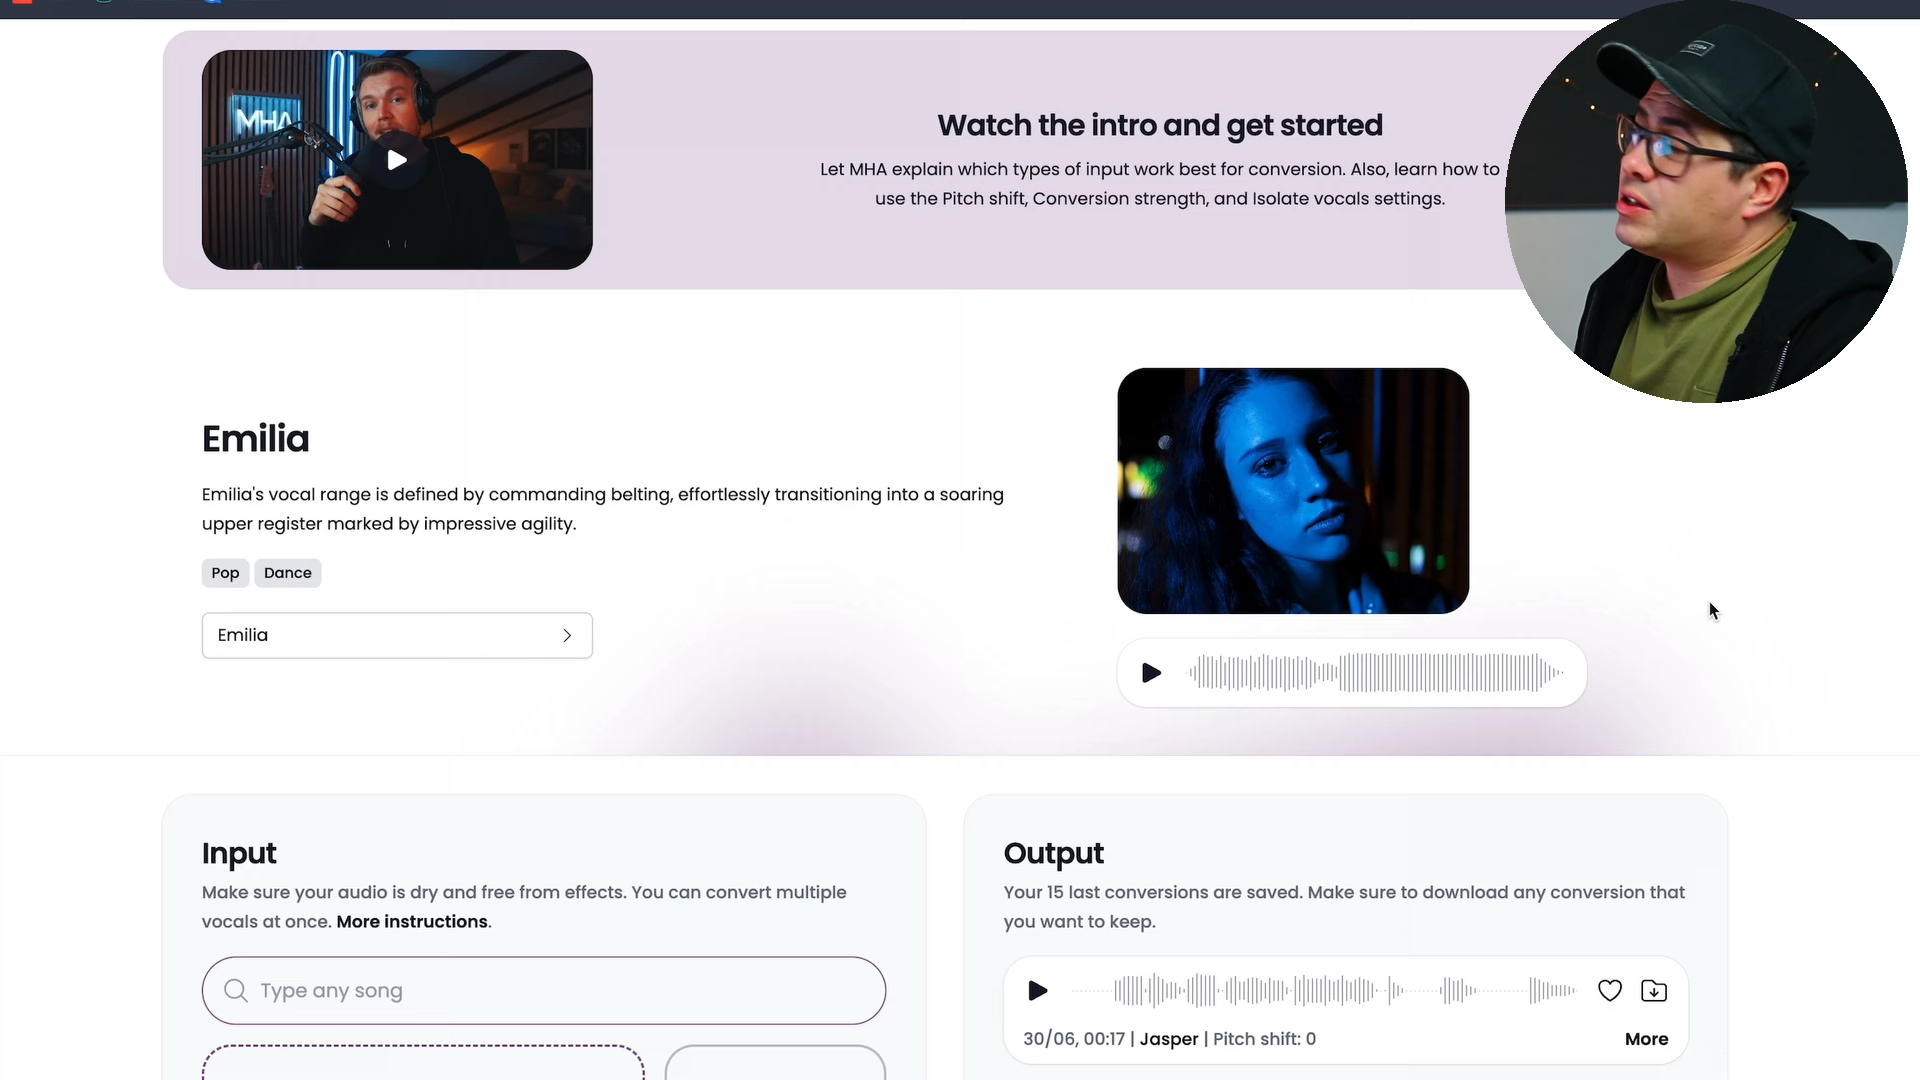 MHA
Watch the intro and get started
Let MHA explain which types of input work best for conversion. Also, learn how to
use the Pitch shift, Conversion strength, and Isolate vocals settings.
Emilia
Emilia's vocal range is defined by commanding belting, effortlessly transitioning into a soaring
upper register marked by impressive agility.
Pop
Dance
Emilia
Input
Make sure your audio is dry and free from effects. You can convert multiple
vocals at once. More instructions.
Type any song
Output
Your 15 last conversions are saved. Make sure to download any conversion that
you want to keep.
30/06, 00:17 | Jasper | Pitch shift: 0
More